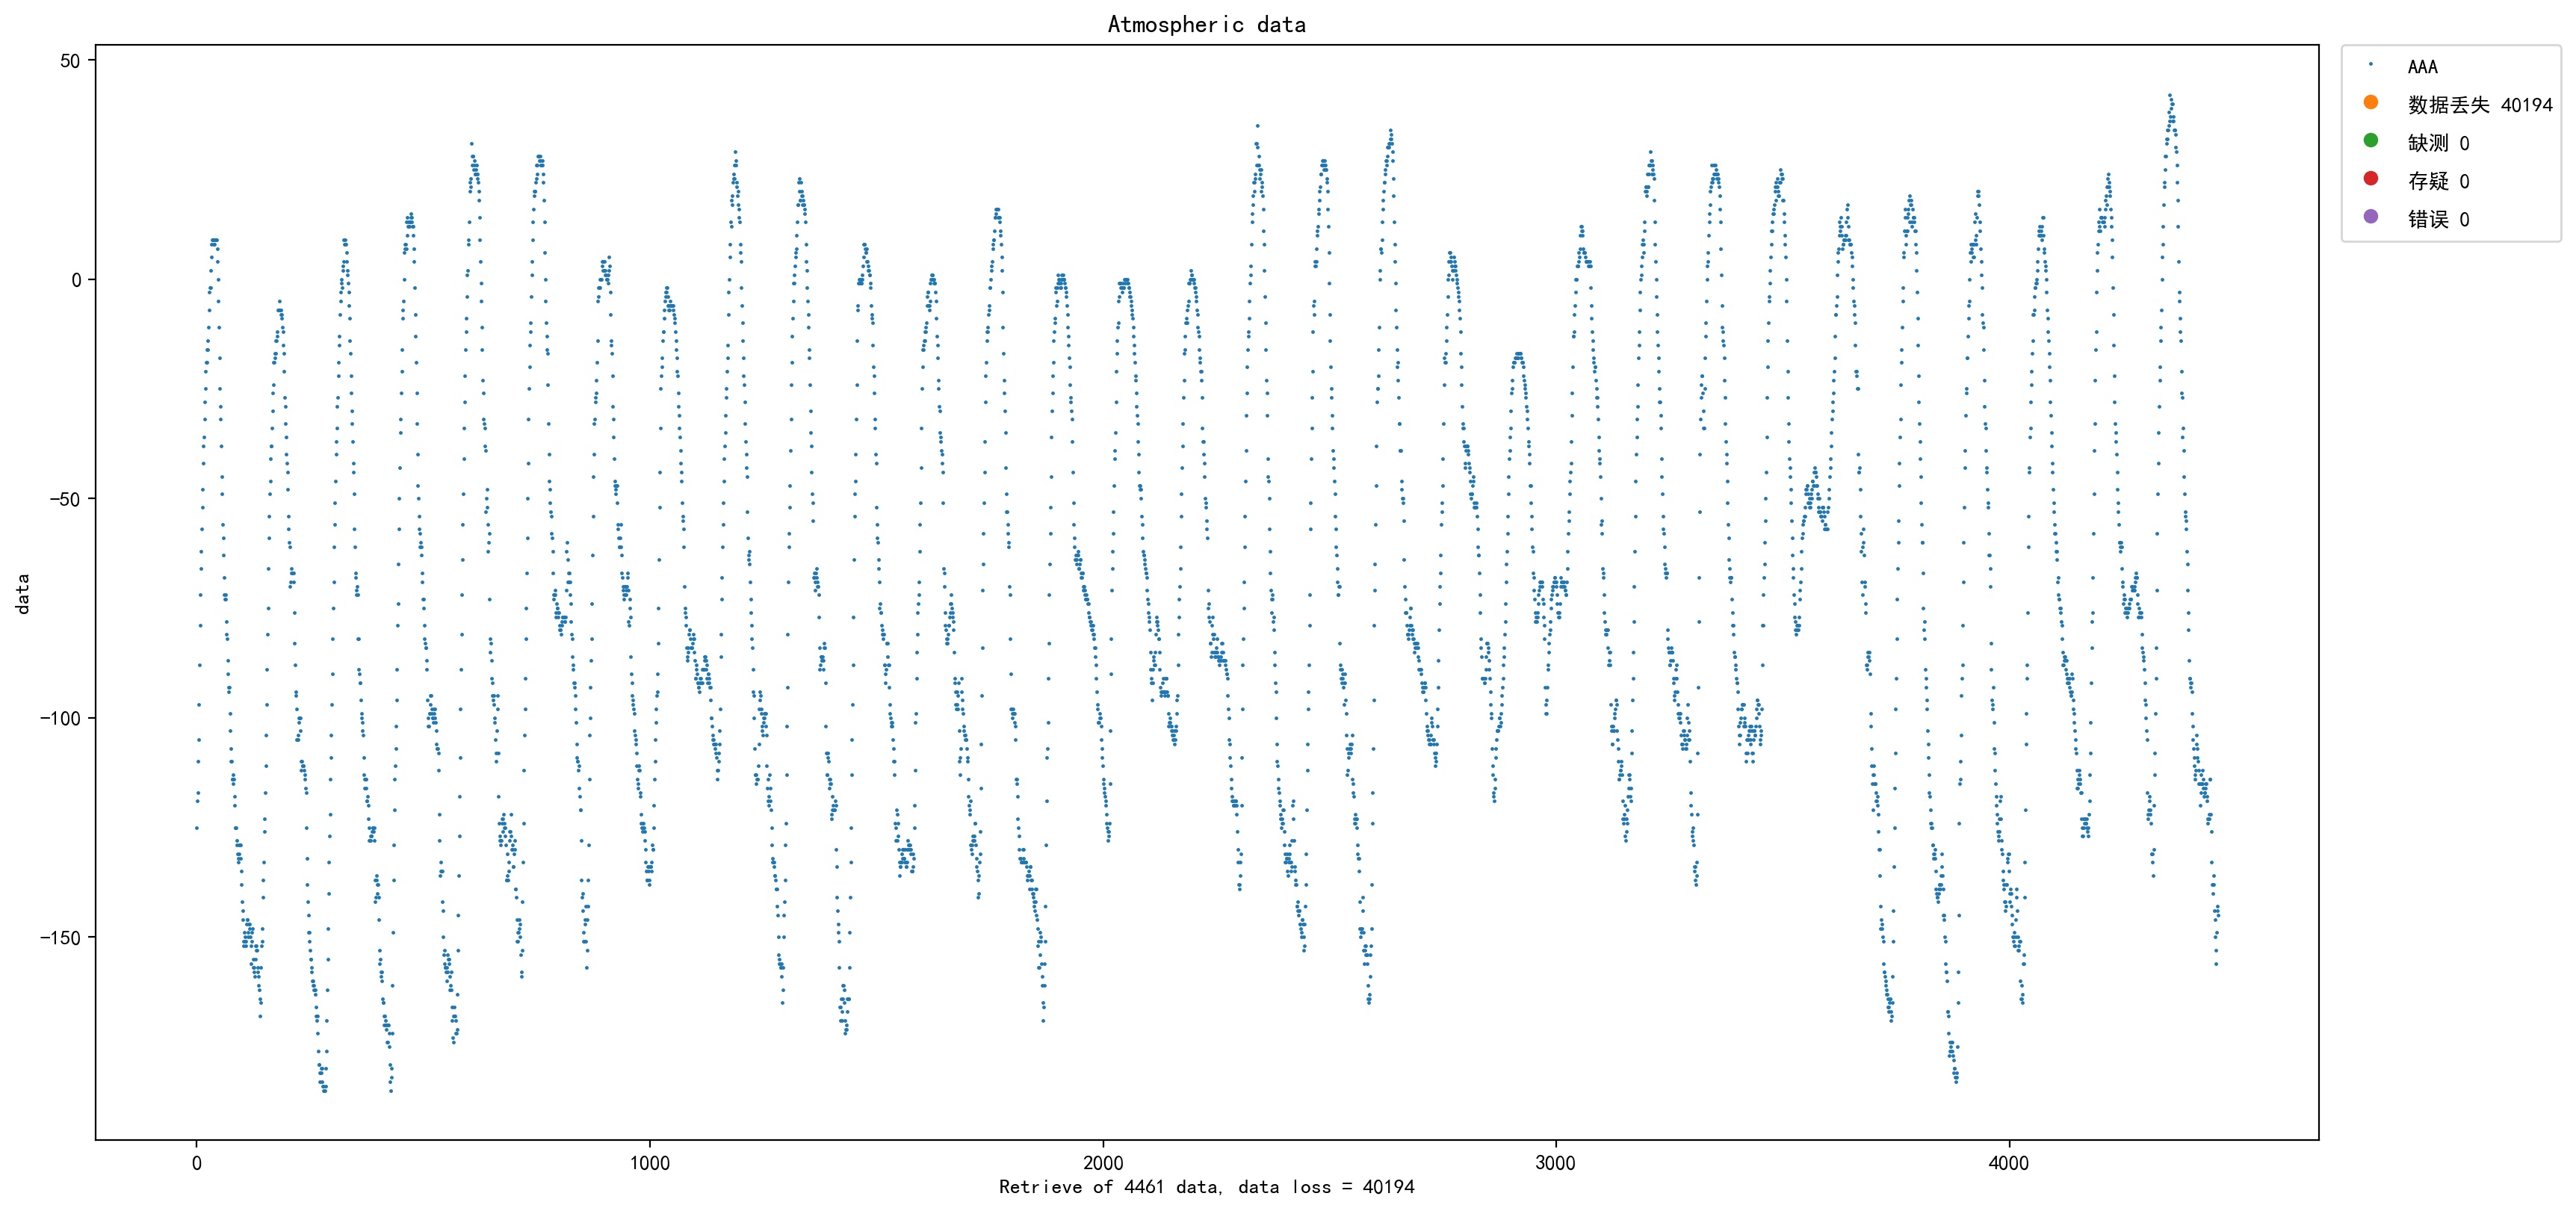 Atmospheric data
50
0
-50
-100
-150
data
0
1000
2000
3000
4000
Retrieve of 4461 data, data loss = 40194
AAA
数据丢失 40194
缺测 0
存疑 0
错误 0